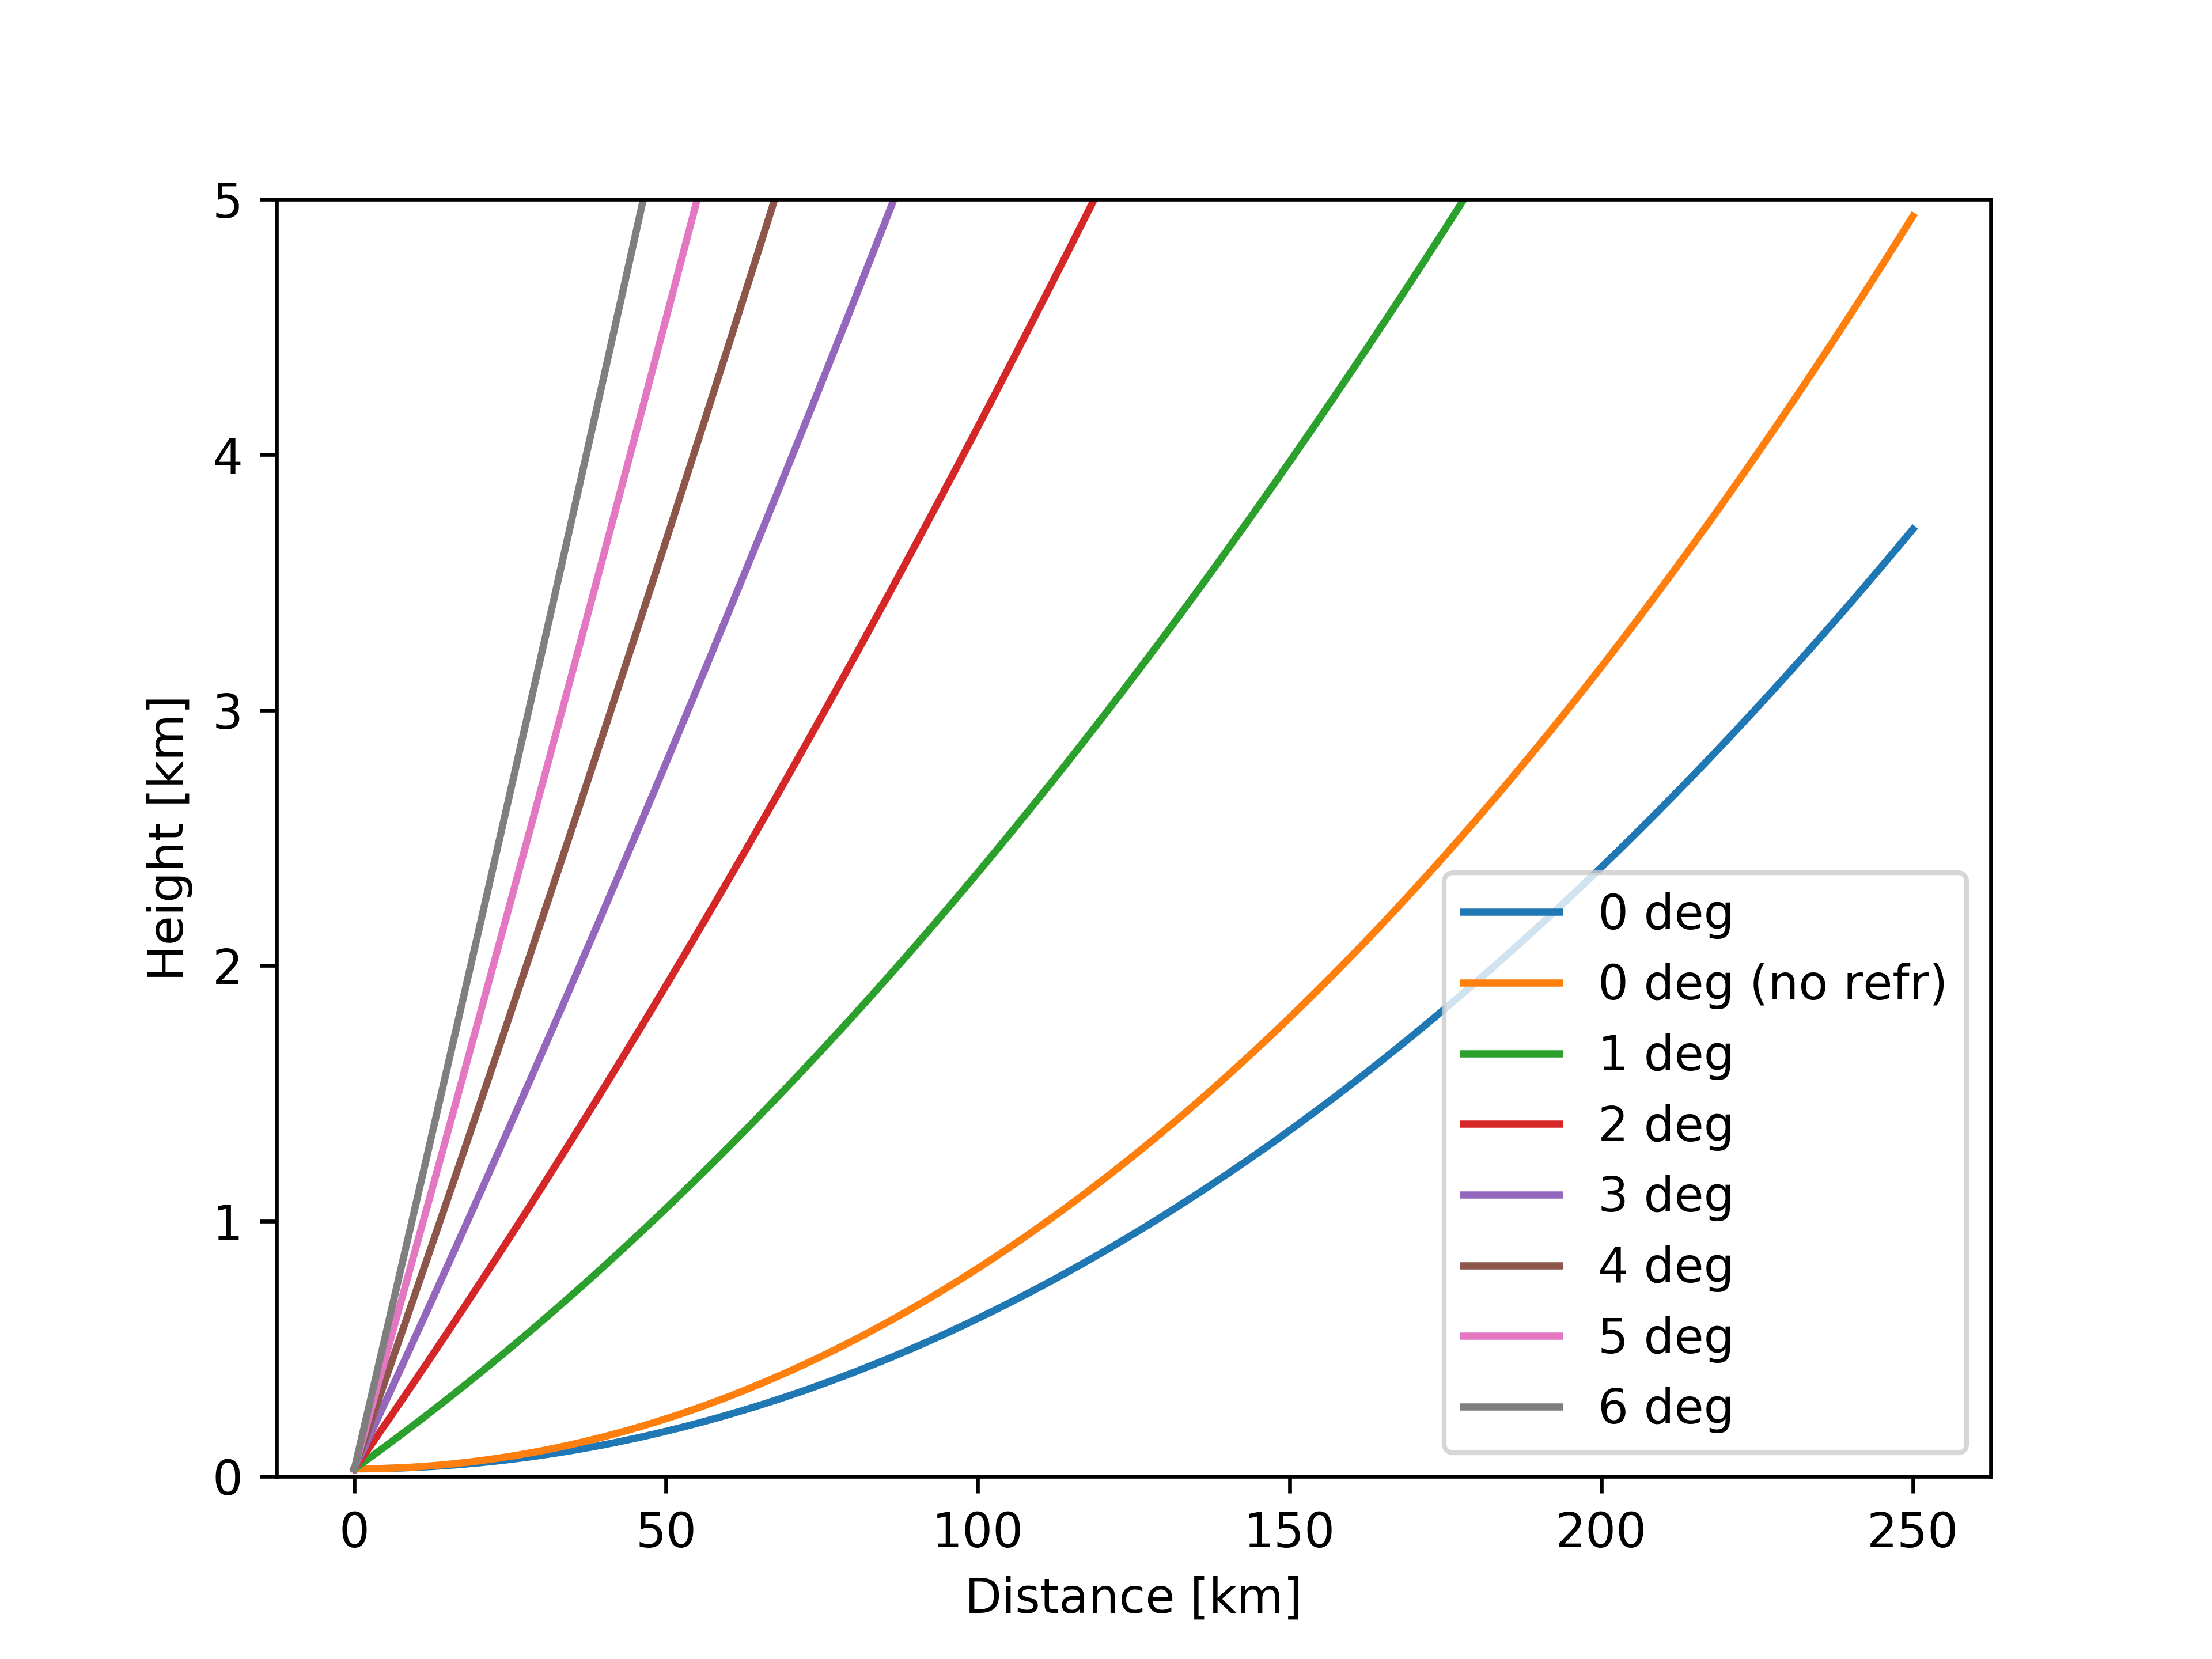 5
4
3
2
1
0
Height [km]
0 50 100 150 200 250
Distance [km]
0 deg
0 deg (no refr)
1 deg
2 deg
3 deg
4 deg
5 deg
6 deg